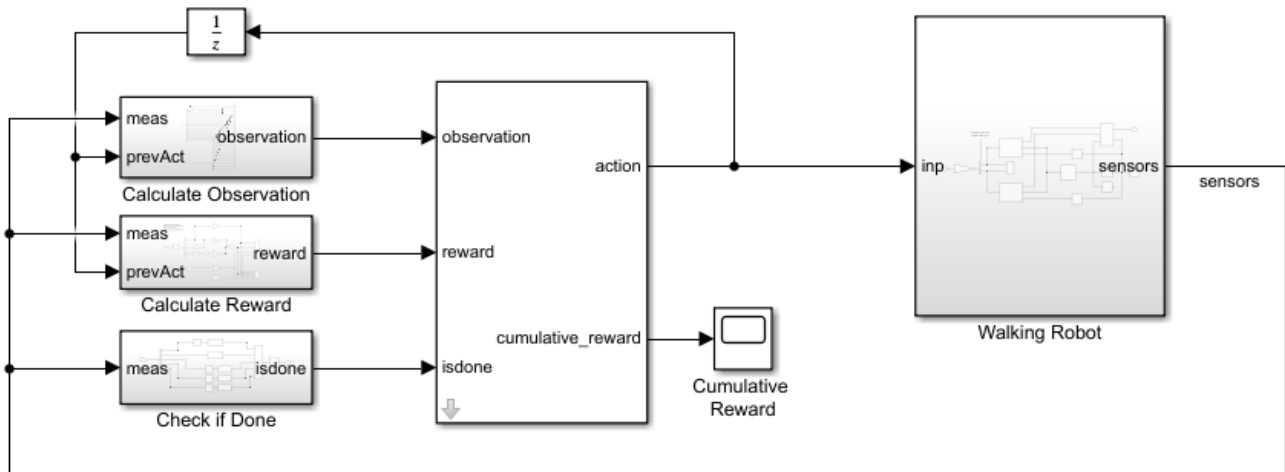 1
z
meas
prevAct
observation
Calculate Observation
meas
prevAct
reward
Calculate Reward
meas
isdone
Check if Done
observation
reward
isdone
action
cumulative_reward
Cumulative
Reward
inp
sensors
Walking Robot
sensors